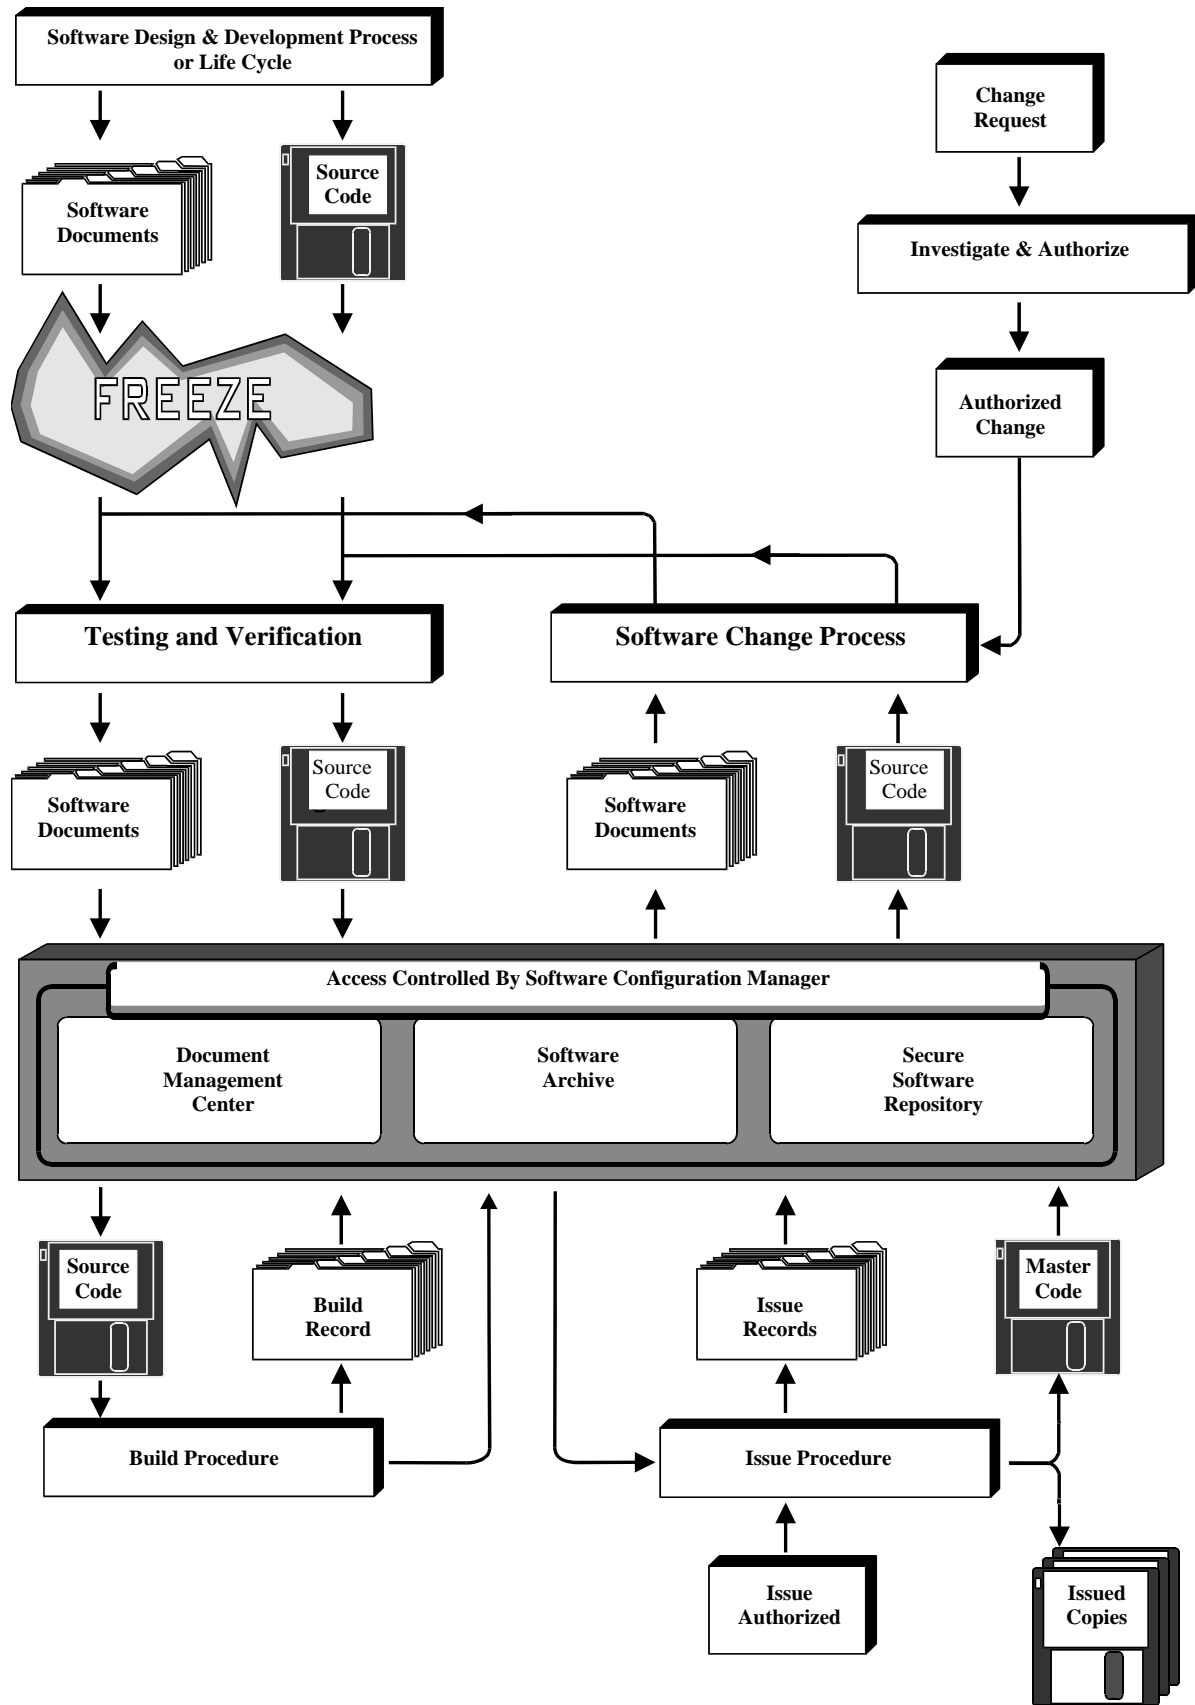 Software Design & Development Process
or Life Cycle
Change
Request
Software
Documents
Source
Code
Investigate & Authorize
FREEZE
Authorized
Change
Testing and Verification
Software Change Process
Software
Documents
Source
Code
Software
Documents
Source
Code
Access Controlled By Software Configuration Manager
Document
Management
Center
Software
Archive
Secure
Software
Repository
Source
Code
Build
Record
Issue
Records
Master
Code
Build Procedure
Issue Procedure
Issue
Authorized
Issued
Copies